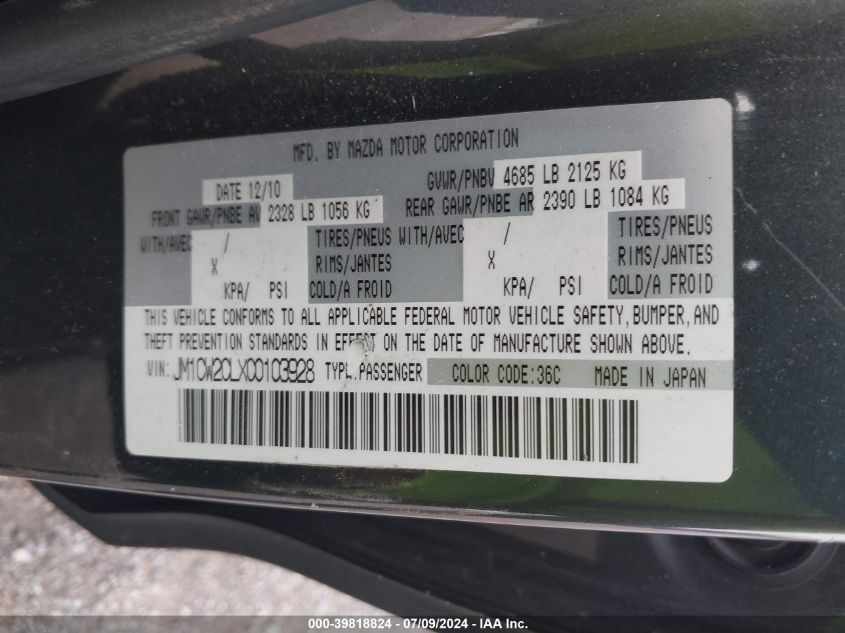 MFD. BY MAZDA MOTOR CORPORATION
DATE 12/10 GVWR/PNBV 4685 LB 2125 KG
FRONT GAWR/PNBE AV 2328 LB 1056 KG REAR GAWR/PNBE AR 2390 LB 1084 KG
WITH/AVEC / TIRES/PNEUS WITH/AVEC / TIRES/PNEUS
X RIMS/JANTES X RIMS/JANTES
KPA/ PSI COLD/A FROID KPA/ PSI COLD/A FROID
THIS VEHICLE CONFORMS TO ALL APPLICABLE FEDERAL MOTOR VEHICLE SAFETY, BUMPER, AND
THEFT PREVENTION STANDARDS IN EFFECT ON THE DATE OF MANUFACTURE SHOWN ABOVE.
VIN: JM1CW2CLXC0103928 TYPE: PASSENGER COLOR CODE:36C MADE IN JAPAN
000-39818824 - 07/09/2024 - IAA Inc.